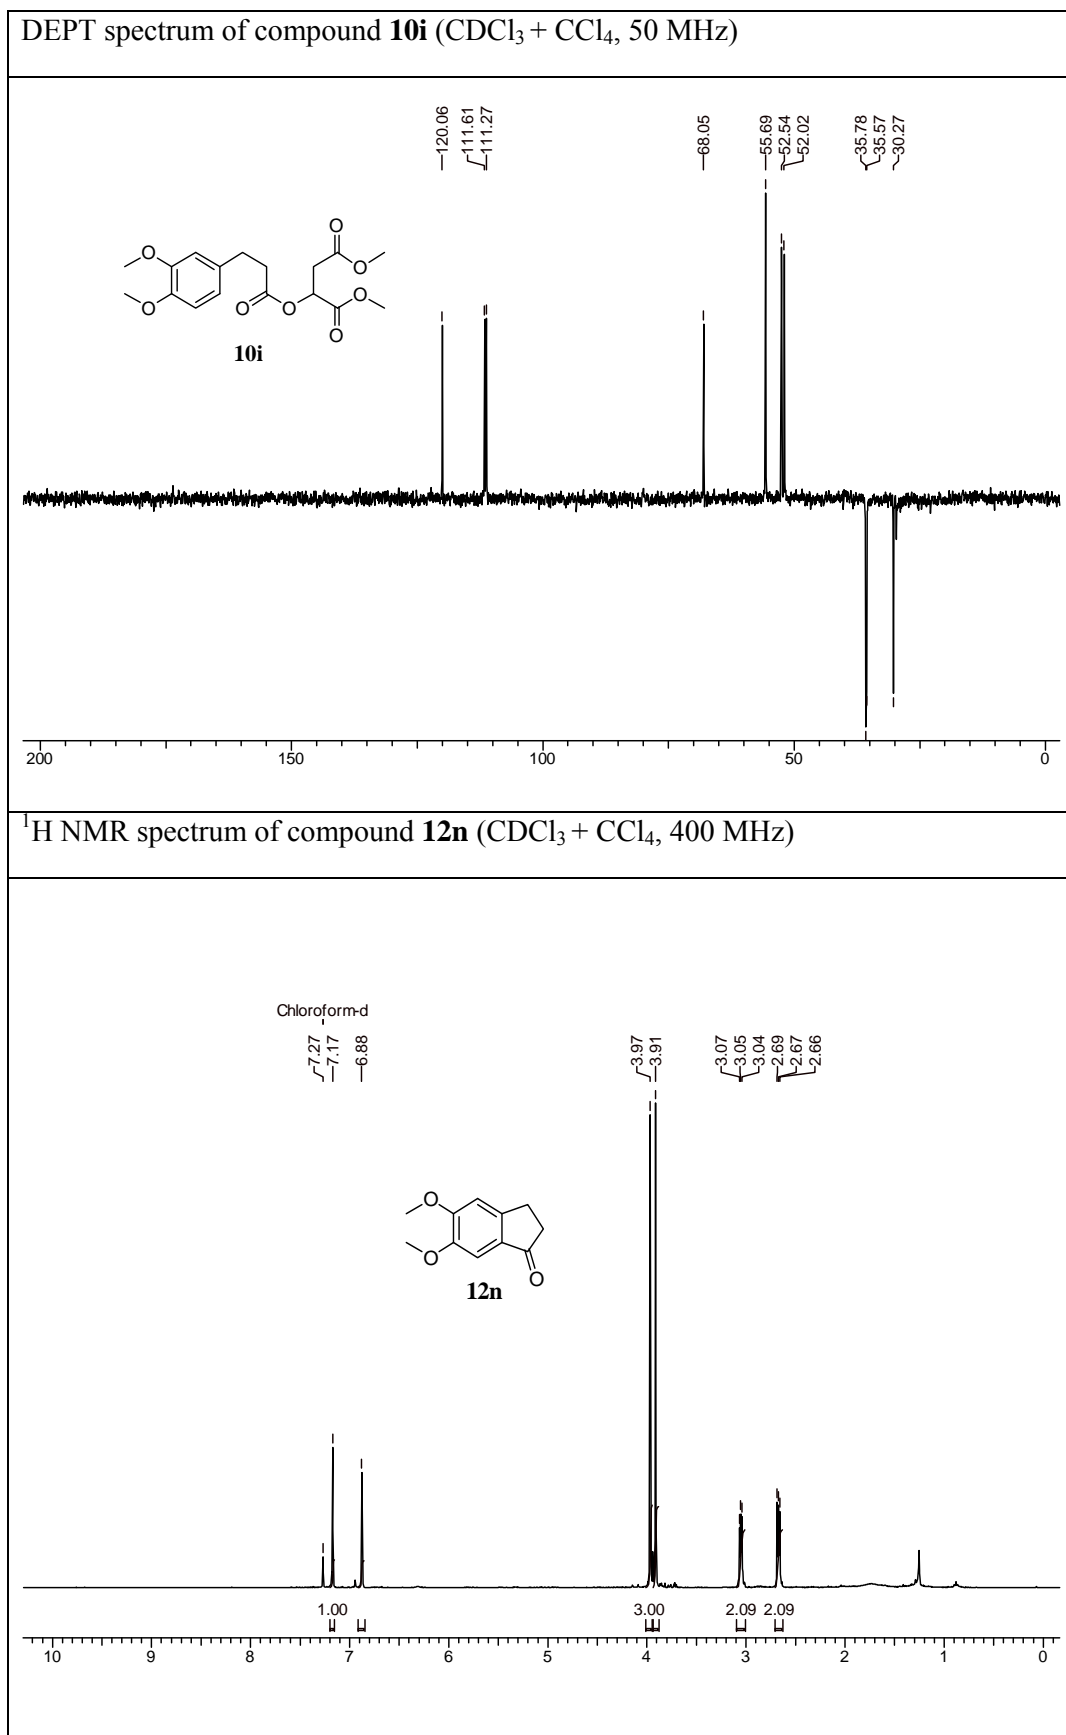 DEPT spectrum of compound 10i (CDCl3 + CCl4, 50 MHz)
120.06
111.61
111.27
68.05
55.69
52.54
52.02
35.78
35.57
30.27
O
O
O
O
O
O
O
O
10i
200 150 100 50 0
1H NMR spectrum of compound 12n (CDCl3 + CCl4, 400 MHz)
Chloroform-d
7.27
7.17
6.88
3.97
3.91
3.07
3.05
3.04
2.69
2.67
2.66
O
O
O
12n
1.00 3.00 2.09 2.09
10 9 8 7 6 5 4 3 2 1 0